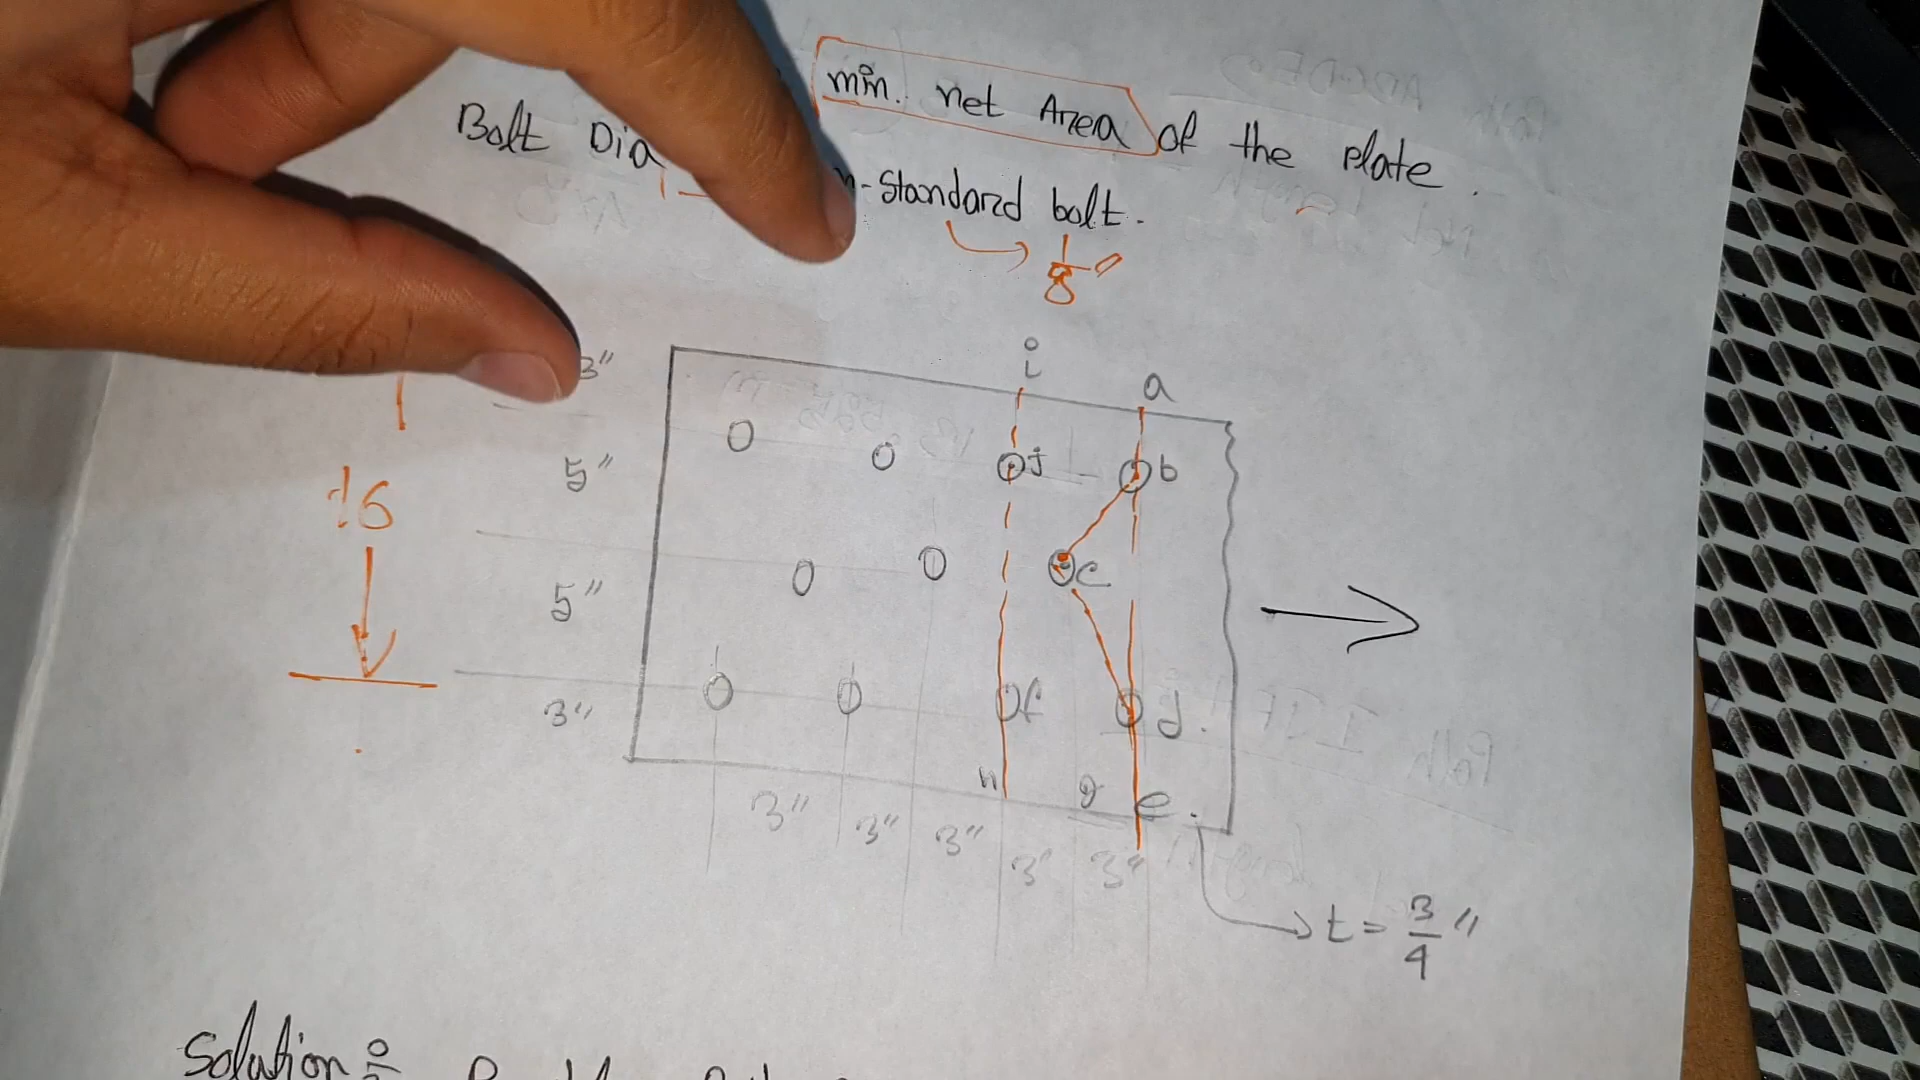 min. net Area of the plate.
Bolt Dia
-standard bolt.
1/8"
i
a
3"
j
b
5"
16
c
5"
f
d.
3"
h
g
e.
3"
3"
3"
3"
3"
t = 3/4"
Solution: